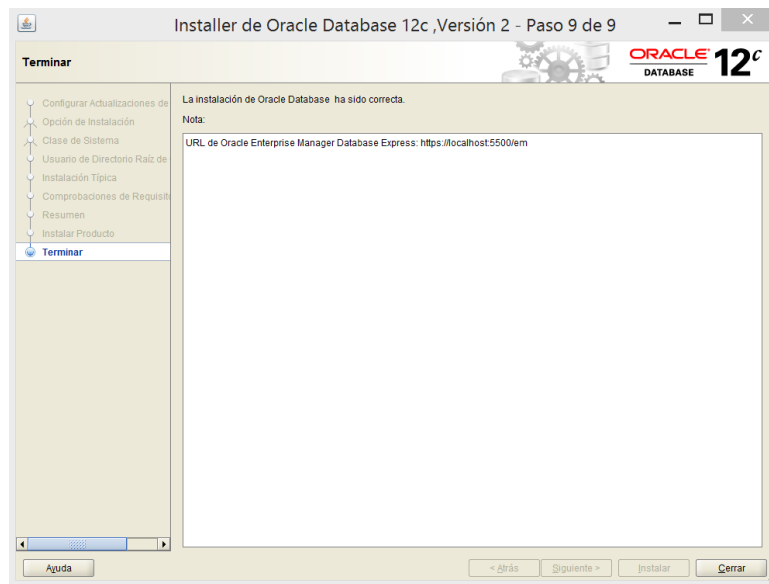 Installer de Oracle Database 12c ,Versión 2 - Paso 9 de 9
Terminar
ORACLE
DATABASE
12c
Configurar Actualizaciones de
Opción de Instalación
Clase de Sistema
Usuario de Directorio Raíz de
Instalación Típica
Comprobaciones de Requisito
Resumen
Instalar Producto
Terminar
La instalación de Oracle Database ha sido correcta.
Nota:
URL de Oracle Enterprise Manager Database Express: https://localhost:5500/em
Ayuda
< Atrás
Siguiente >
Instalar
Cerrar